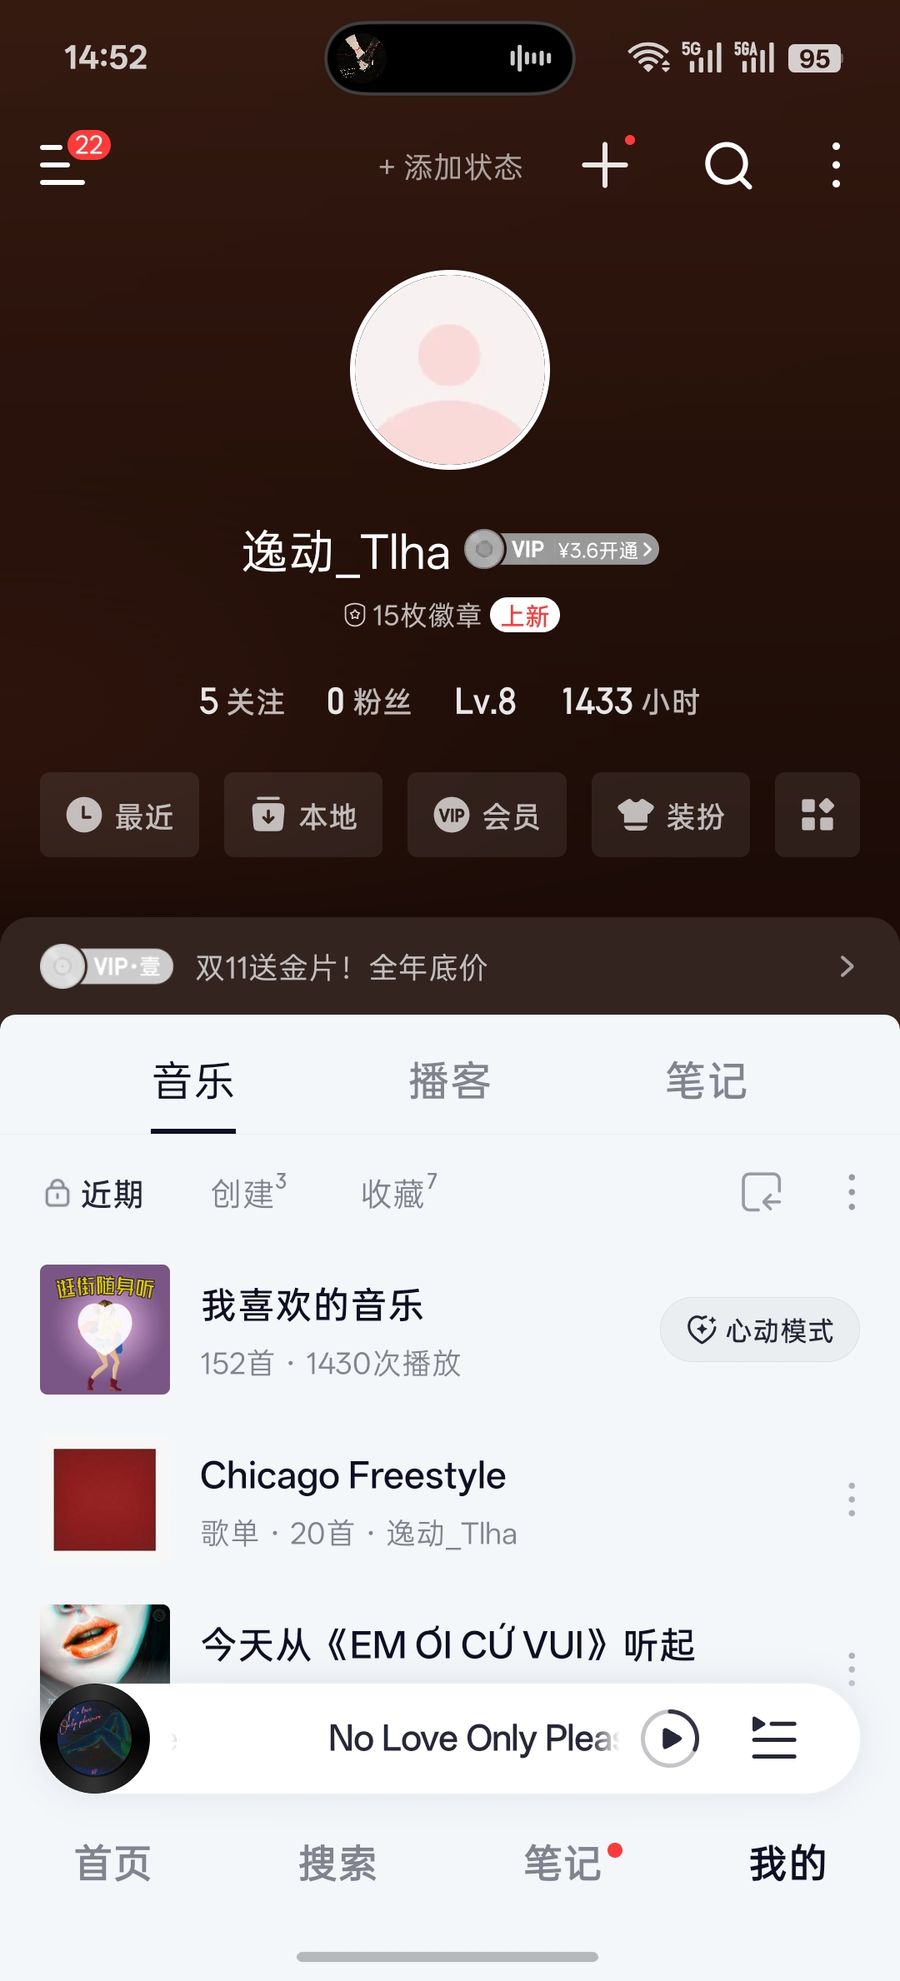 14:52
5G
5GA
95
22
+ 添加状态
逸动_Tlha
VIP ¥3.6开通
15枚徽章 上新
5 关注 0 粉丝 Lv.8 1433 小时
最近 本地 VIP 会员 装扮
VIP·壹 双11送金片！全年底价
音乐 播客 笔记
近期 创建3 收藏7
逛街随身听
我喜欢的音乐
152首 · 1430次播放
心动模式
Chicago Freestyle
歌单 · 20首 · 逸动_Tlha
今天从《EM ƠI CỨ VUI》听起
No Love Only Pleas
首页 搜索 笔记 我的